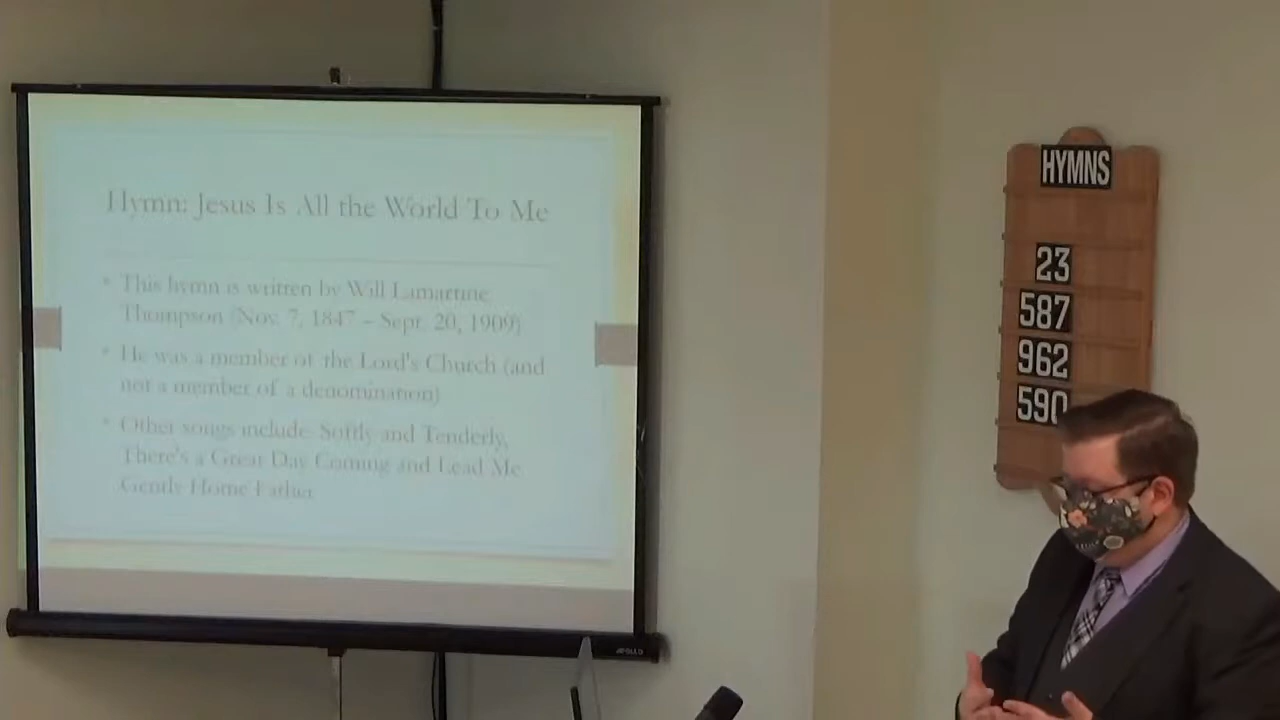 Hymn: Jesus Is All the World To Me
This hymn is written by Will Lamartine
Thompson (Nov. 7, 1847 – Sept. 20, 1909)
He was a member of the Lord's Church (and
not a member of a denomination)
Other songs include: Softly and Tenderly,
There's a Great Day Coming and Lead Me
Gently Home Father
APOLLO
HYMNS
23
587
962
590